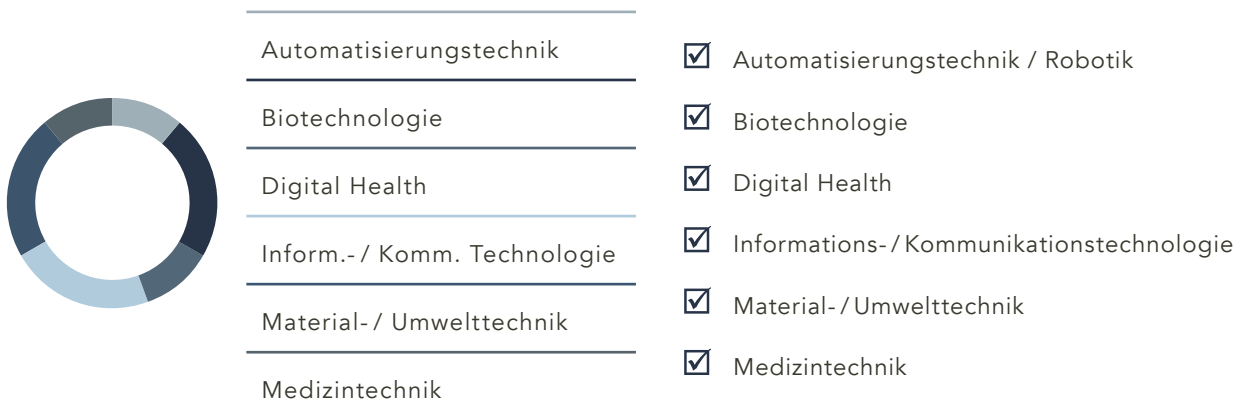 Automatisierungstechnik
Biotechnologie
Digital Health
Inform.- / Komm. Technologie
Material- / Umwelttechnik
Medizintechnik
Automatisierungstechnik / Robotik
Biotechnologie
Digital Health
Informations- / Kommunikationstechnologie
Material- / Umwelttechnik
Medizintechnik